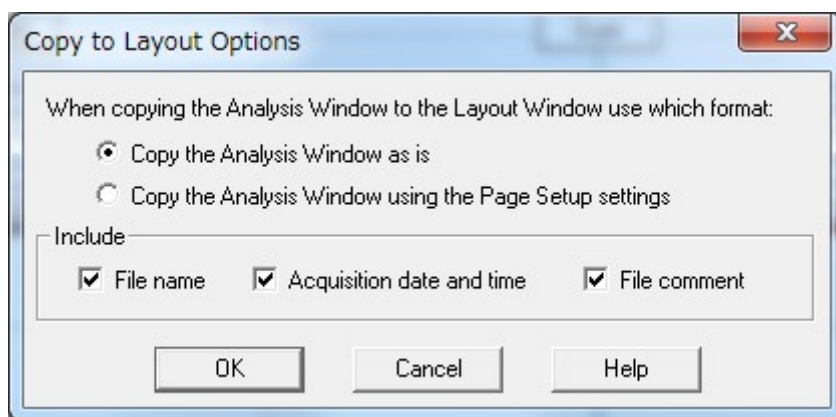 Copy to Layout Options
When copying the Analysis Window to the Layout Window use which format:
Copy the Analysis Window as is
Copy the Analysis Window using the Page Setup settings
Include
File name Acquisition date and time File comment
OK Cancel Help